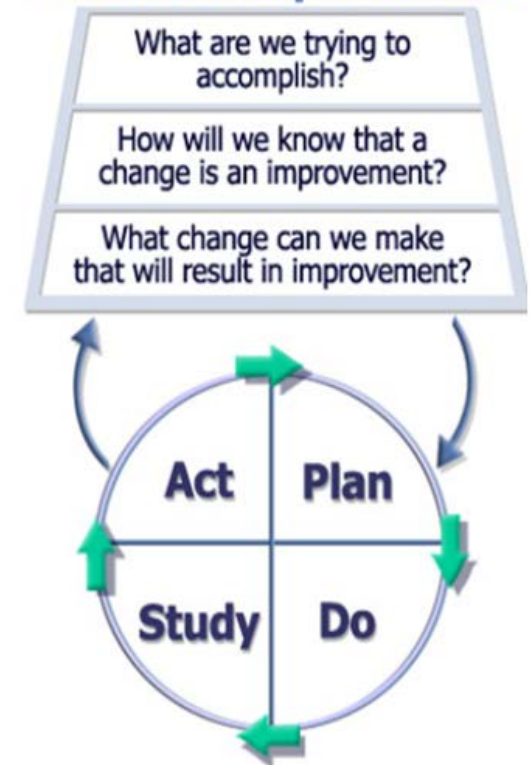 What are we trying to
accomplish?
How will we know that a
change is an improvement?
What change can we make
that will result in improvement?
Act Plan
Study Do